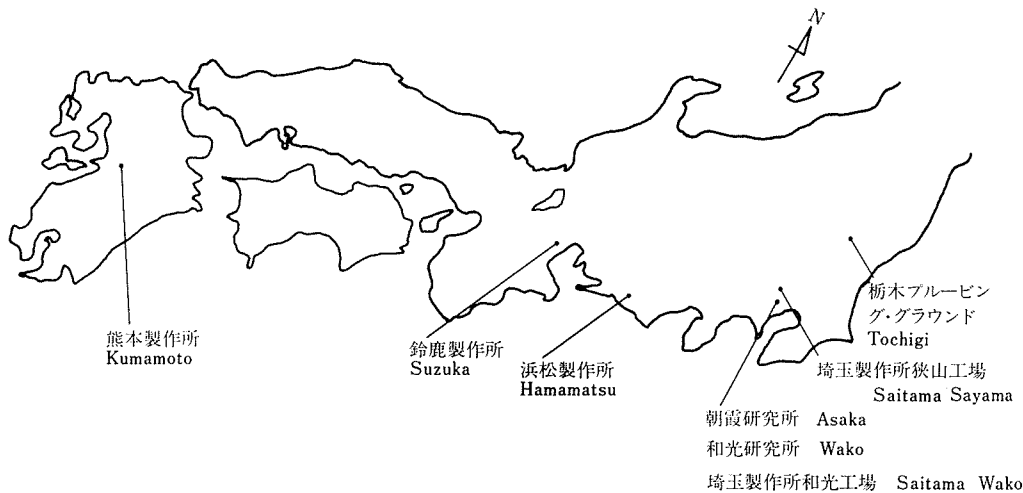 N
熊本製作所
Kumamoto
鈴鹿製作所
Suzuka
浜松製作所
Hamamatsu
栃木プルービン
グ・グラウンド
Tochigi
埼玉製作所狭山工場
Saitama Sayama
朝霞研究所 Asaka
和光研究所 Wako
埼玉製作所和光工場 Saitama Wako